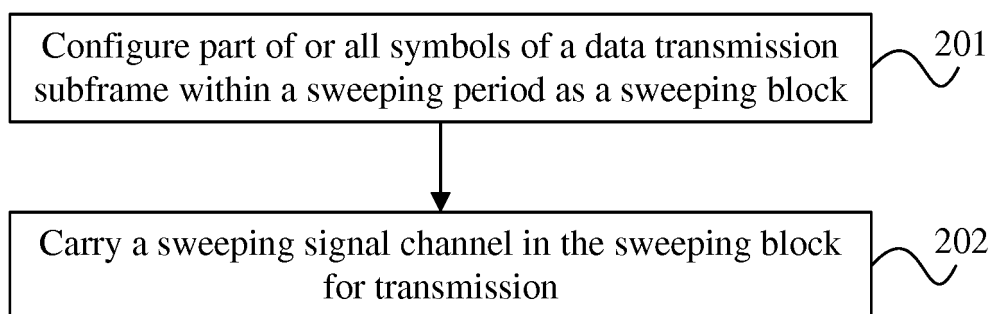 Configure part of or all symbols of a data transmission
subframe within a sweeping period as a sweeping block
201
Carry a sweeping signal channel in the sweeping block
for transmission
202